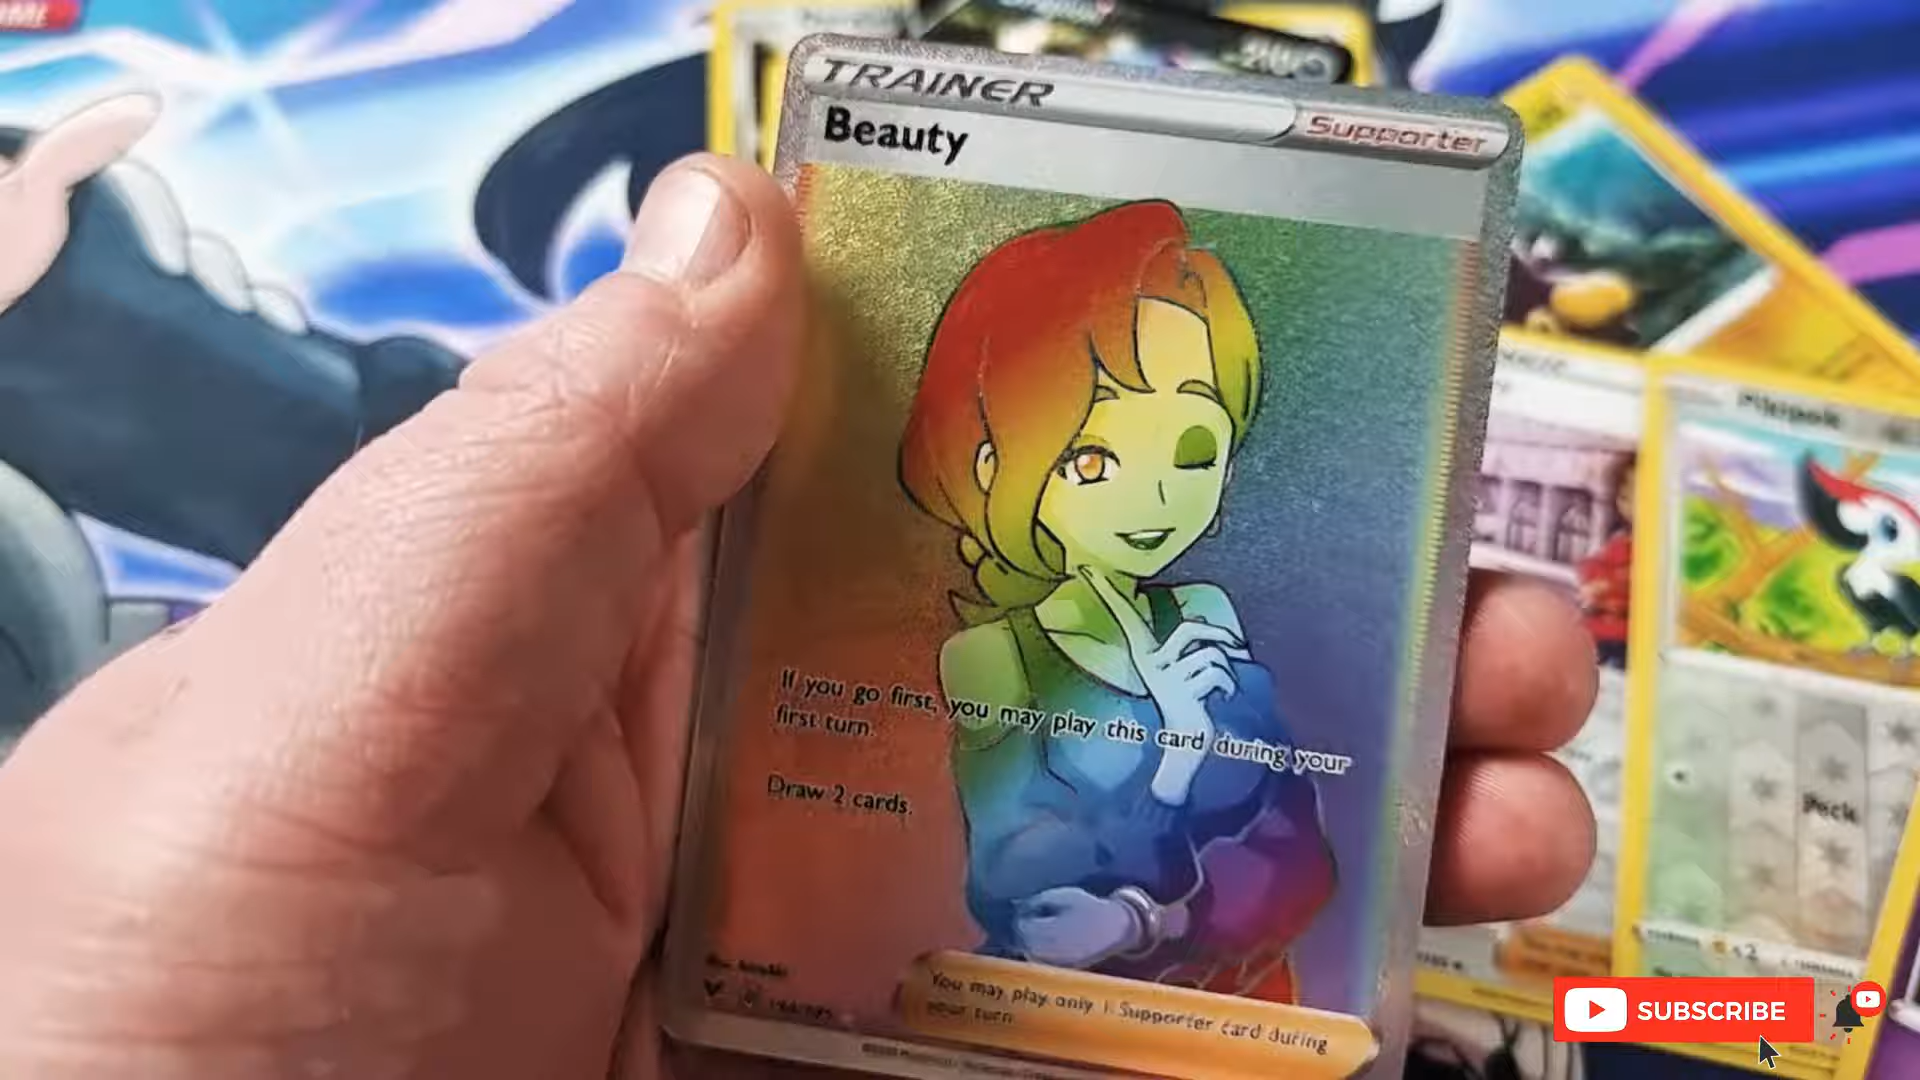 TRAINER
Supporter
Beauty
If you go first, you may play this card during your
first turn.
Draw 2 cards.
You may play only 1 Supporter card during
your turn.
Pikipek
Peck
SUBSCRIBE